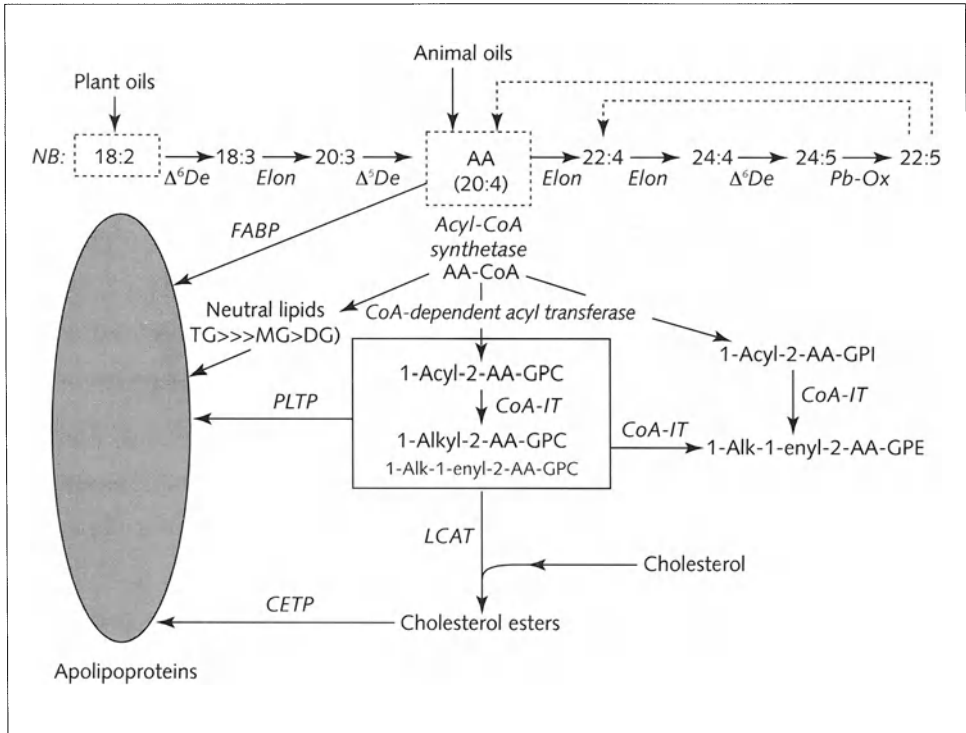 Animal oils
Plant oils
NB: 18:2 18:3 20:3 AA 22:4 24:4 24:5 22:5
(20:4)
Δ⁶De Elon Δ⁵De Elon Elon Δ⁶De Pb-Ox
FABP
Acyl-CoA
synthetase
AA-CoA
Neutral lipids
TG>>>MG>DG)
CoA-dependent acyl transferase
1-Acyl-2-AA-GPC
1-Acyl-2-AA-GPI
PLTP
CoA-IT
CoA-IT
1-Alkyl-2-AA-GPC
CoA-IT
1-Alk-1-enyl-2-AA-GPE
1-Alk-1-enyl-2-AA-GPC
LCAT
Cholesterol
CETP
Cholesterol esters
Apolipoproteins